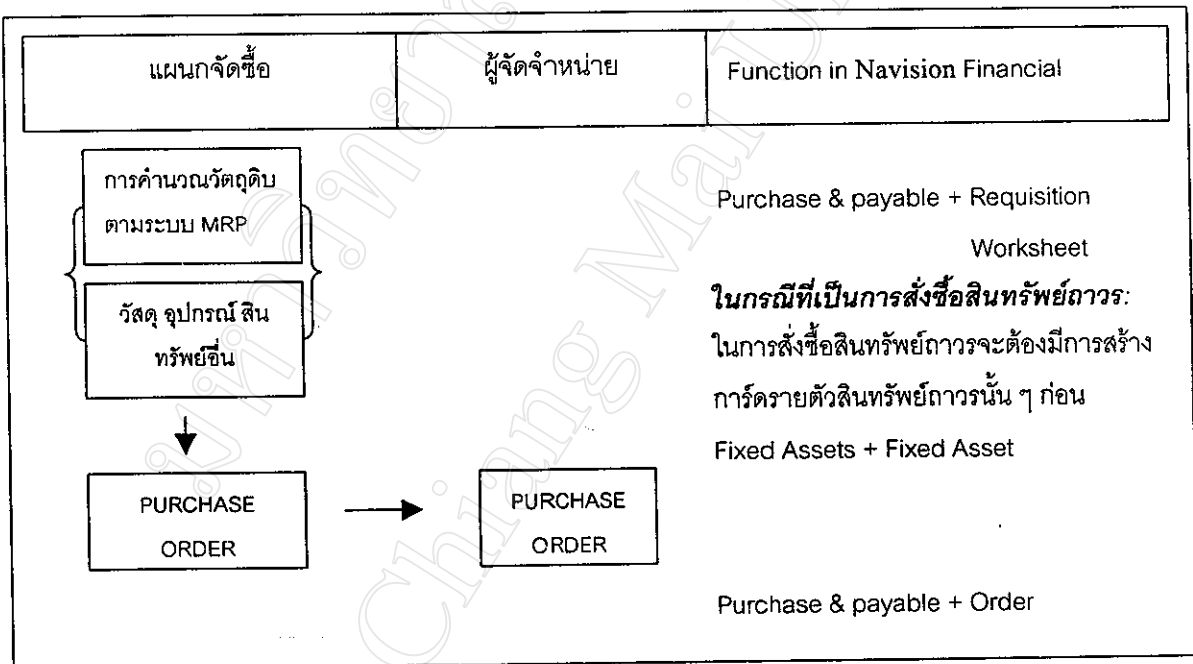 แผนกจัดซื้อ
ผู้จัดจำหน่าย
Function in Navision Financial
การคำนวณวัตถุดิบ
ตามระบบ MRP
วัสดุ อุปกรณ์ สิน
ทรัพย์อื่น
PURCHASE
ORDER
PURCHASE
ORDER
Purchase & payable + Requisition
Worksheet
ในกรณีที่เป็นการสั่งซื้อสินทรัพย์ถาวร:
ในการสั่งซื้อสินทรัพย์ถาวรจะต้องมีการสร้าง
การ์ดรายตัวสินทรัพย์ถาวรนั้น ๆ ก่อน
Fixed Assets + Fixed Asset
Purchase & payable + Order
Chiang Mai U